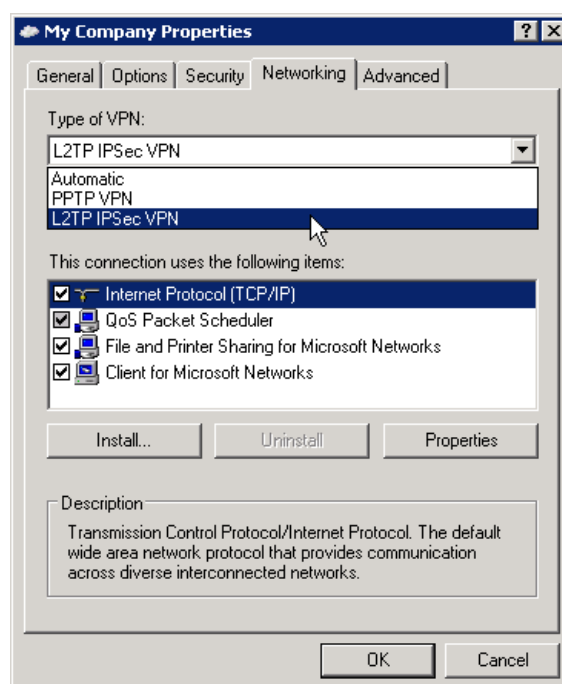 My Company Properties
General Options Security Networking Advanced
Type of VPN:
L2TP IPSec VPN
Automatic
PPTP VPN
L2TP IPSec VPN
This connection uses the following items:
Internet Protocol (TCP/IP)
QoS Packet Scheduler
File and Printer Sharing for Microsoft Networks
Client for Microsoft Networks
Install... Uninstall Properties
Description
Transmission Control Protocol/Internet Protocol. The default
wide area network protocol that provides communication
across diverse interconnected networks.
OK Cancel